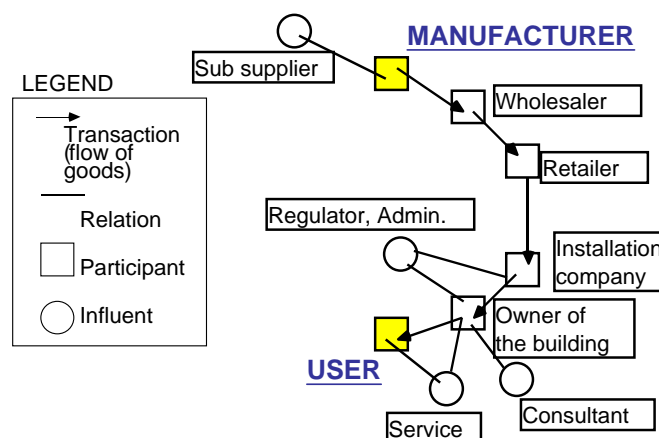 MANUFACTURER
Sub supplier
LEGEND
Wholesaler
Transaction
(flow of
goods)
Retailer
Relation
Regulator, Admin.
Participant
Installation
company
Influent
Owner of
the building
USER
Service
Consultant